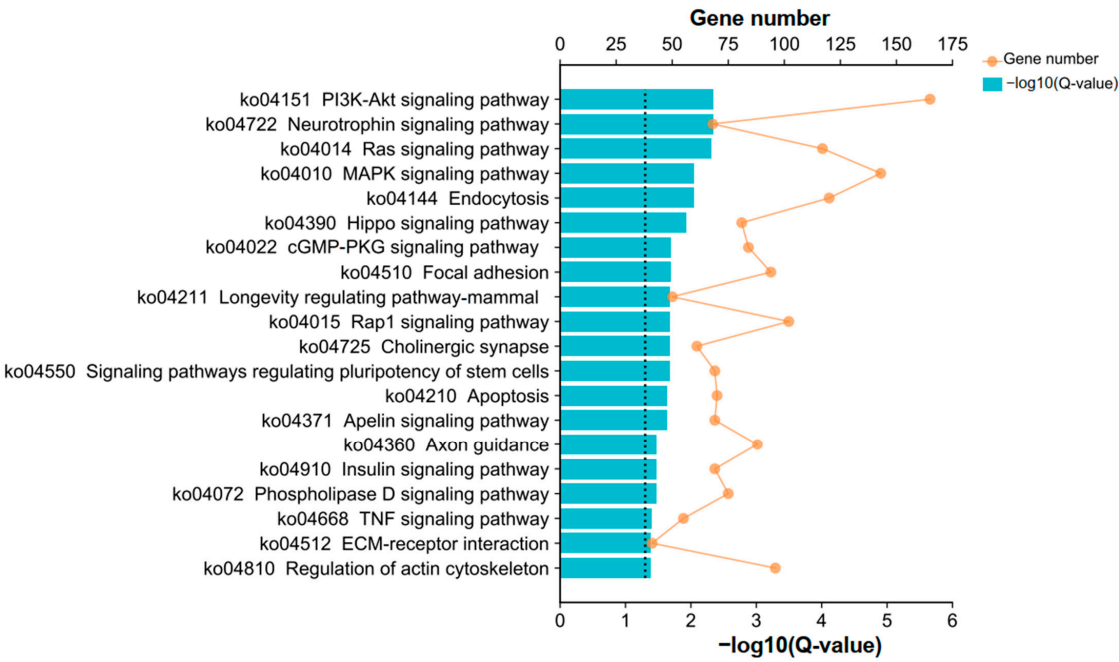 Gene number
0 25 50 75 100 125 150 175
Gene number
−log10(Q-value)
ko04151 PI3K-Akt signaling pathway
ko04722 Neurotrophin signaling pathway
ko04014 Ras signaling pathway
ko04010 MAPK signaling pathway
ko04144 Endocytosis
ko04390 Hippo signaling pathway
ko04022 cGMP-PKG signaling pathway
ko04510 Focal adhesion
ko04211 Longevity regulating pathway-mammal
ko04015 Rap1 signaling pathway
ko04725 Cholinergic synapse
ko04550 Signaling pathways regulating pluripotency of stem cells
ko04210 Apoptosis
ko04371 Apelin signaling pathway
ko04360 Axon guidance
ko04910 Insulin signaling pathway
ko04072 Phospholipase D signaling pathway
ko04668 TNF signaling pathway
ko04512 ECM-receptor interaction
ko04810 Regulation of actin cytoskeleton
0 1 2 3 4 5 6
−log10(Q-value)